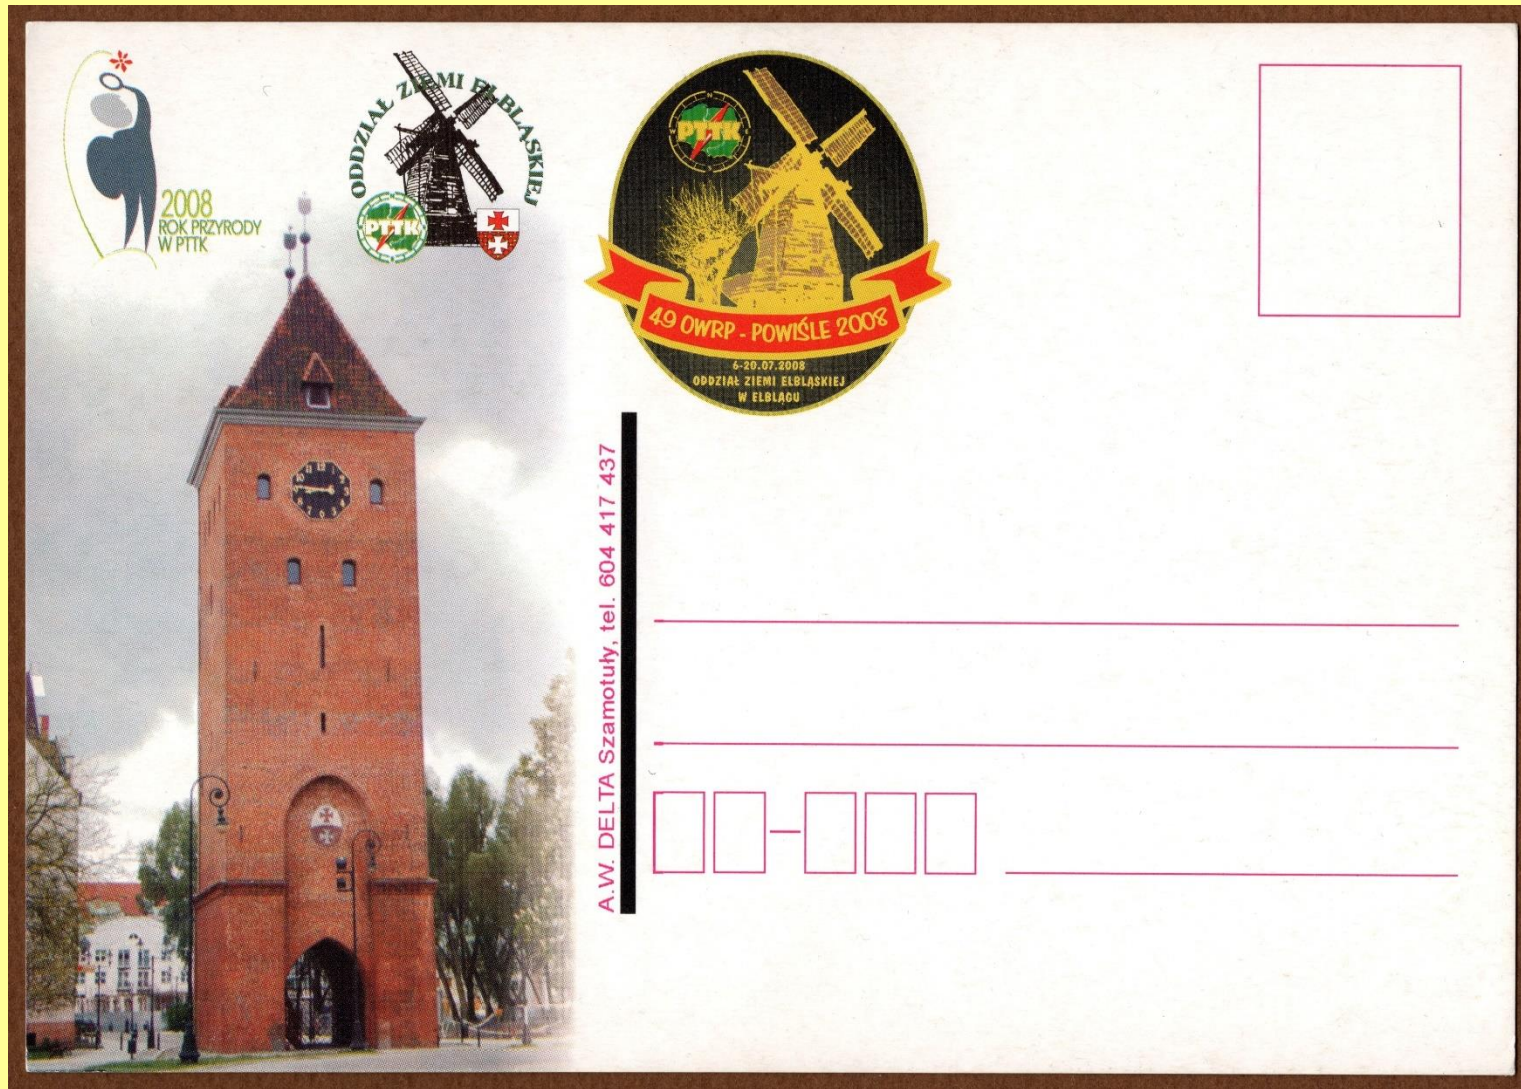 2008
ROK PRZYRODY
W PTTK
ODDZIAŁ ZIEMI ELBLĄSKIEJ
PTTK
PTTK
49 OWRP - POWIŚLE 2008
6-20.07.2008
ODDZIAŁ ZIEMI ELBLĄSKIEJ
W ELBLĄGU
A.W. DELTA Szamotuły, tel. 604 417 437